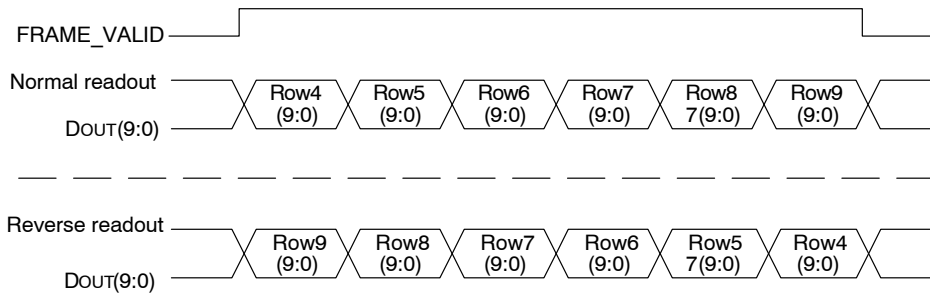 FRAME_VALID
Normal readout
Row4 Row5 Row6 Row7 Row8 Row9
(9:0) (9:0) (9:0) (9:0) 7(9:0) (9:0)
DOUT(9:0)
Reverse readout
Row9 Row8 Row7 Row6 Row5 Row4
(9:0) (9:0) (9:0) (9:0) 7(9:0) (9:0)
DOUT(9:0)